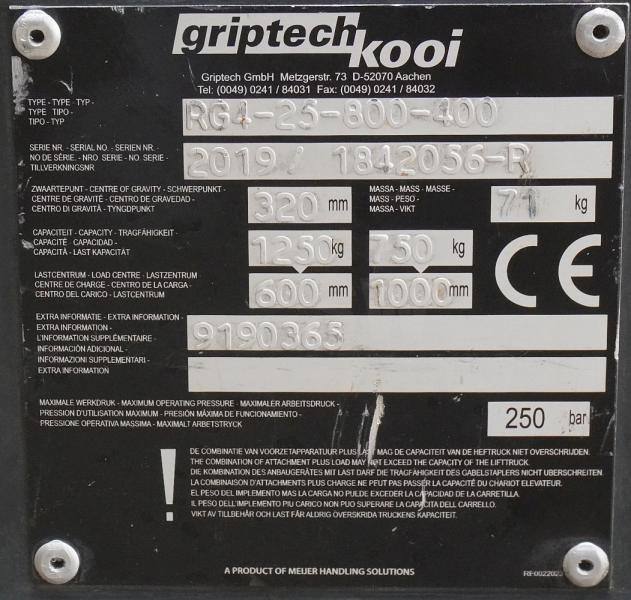 griptech kooi
Griptech GmbH Metzgerstr. 73 D-52070 Aachen
Tel: (0049) 0241 / 84031 Fax: (0049) 0241 / 84032
TYPE - TYPE - TYP -
TYPE - TIPO -
TIPO - TYP
RG4-25-800-400
SERIE NR. - SERIAL NO. - SERIEN NR. -
NO DE SÉRIE. - NRO. SERIE - NO. SERIE -
TILLVERKNINGSNR
2019/ 1842056-R
ZWAARTEPUNT - CENTRE OF GRAVITY - SCHWERPUNKT -
CENTRE DE GRAVITÉ - CENTRO DE GRAVEDAD -
CENTRO DI GRAVITÀ - TYNGDPUNKT
320 mm
MASSA - MASS - MASSE -
MASS - PESO -
MASSA - VIKT
71 kg
CAPACITEIT - CAPACITY - TRAGFÄHIGKEIT -
CAPACITÉ - CAPACIDAD -
CAPACITÀ - LAST KAPACITÄT
1250 kg 750 kg
CE
LASTCENTRUM - LOAD CENTRE - LASTZENTRUM
CENTRE DE CHARGE - CENTRO DE LA CARGA -
CENTRO DEL CARICO - LASTCENTRUM
600 mm 1000 mm
EXTRA INFORMATIE - EXTRA INFORMATION -
EXTRA INFORMATION -
L'INFORMATION SUPPLÉMENTAIRE -
INFORMACIÓN ADICIONAL -
INFORMAZIONI SUPPLEMENTARI -
EXTRA INFORMATION
9190365
MAXIMALE WERKDRUK - MAXIMUM OPERATING PRESSURE - MAXIMALER ARBEITSDRUCK -
PRESSION D'UTILISATION MAXIMUM - PRESIÓN MÁXIMA DE FUNCIONAMENTO -
PRESSIONE OPERATIVA MASSIMA - MAXIMALT ARBETSTRYCK
250 bar
!
DE COMBINATIE VAN VOORZETAPPARATUUR PLUS LAST MAG DE CAPACITEIT VAN DE HEFTRUCK NIET OVERSCHRIJDEN.
THE COMBINATION OF ATTACHMENT PLUS LOAD MAY NOT EXCEED THE CAPACITY OF THE LIFTTRUCK.
DIE KOMBINATION DES ANBAUGERÄTES MIT LAST DARF DIE TRAGFÄHIGKEIT DES GABELSTAPLERS NICHT ÜBERSCHREITEN.
LA COMBINAISON D'ATTACHEMENT PLUS CHARGE NE PEUT PAS PASSER LA CAPACITÉ DU CHARIOT ELEVATEUR.
EL PESO DEL IMPLEMENTO MAS LA CARGA NO PUEDE EXCEDER LA CAPACIDAD DE LA CARRETILLA.
IL PESO DELL'IMPLEMENTO PIU CARICO NON PUO SUPERARE LA CAPACITA DELL CARRELLO.
VIKT AV TILLBEHÖR OCH LAST FÅR ALDRIG ÖVERSKRIDA TRUCKENS KAPACITET.
A PRODUCT OF MEIJER HANDLING SOLUTIONS